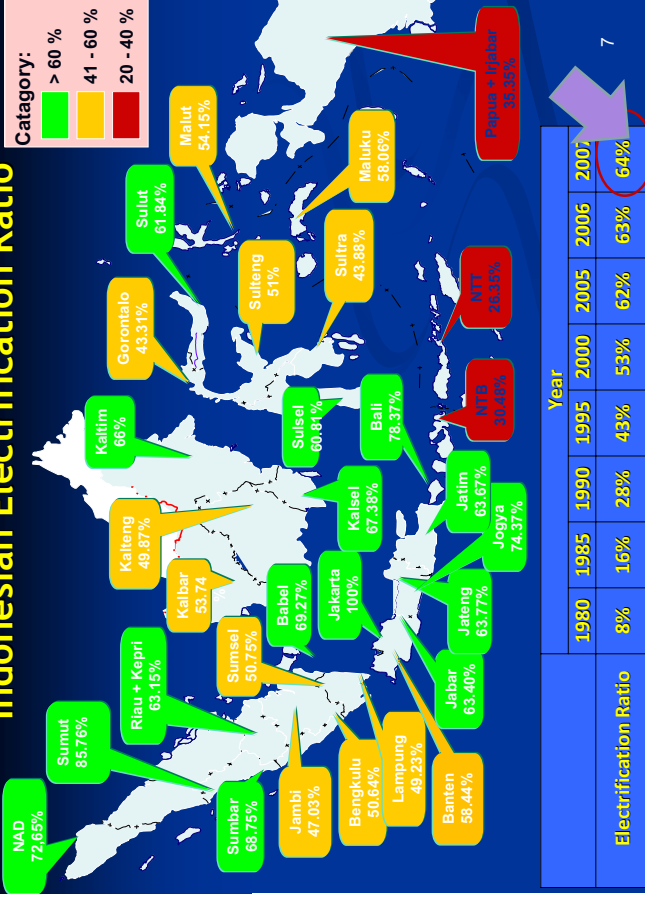 Indonesian Electrification Ratio
Catagory:
> 60 %
41 - 60 %
20 - 40 %
NAD
72,65%
Sumut
85.76%
Riau + Kepri
63.15%
Sumbar
68.75%
Jambi
47.03%
Bengkulu
50.64%
Lampung
49.23%
Banten
58.44%
Sumsel
50.75%
Babel
69.27%
Jakarta
100%
Jabar
63.40%
Jateng
63.77%
Jogya
74.37%
Jatim
63.67%
Bali
78.37%
Kalbar
53.74
Kalteng
49.87%
Kaltim
66%
Kalsel
67.38%
Sulsel
60.81%
Gorontalo
43.31%
Sulut
61.84%
Sulteng
51%
Sultra
43.88%
Malut
54.15%
Maluku
58.06%
NTB
30.48%
NTT
26.35%
Papua + Irjabar
35.35%
Year
1980 1985 1990 1995 2000 2005 2006 2007
Electrification Ratio 8% 16% 28% 43% 53% 62% 63% 64%
7